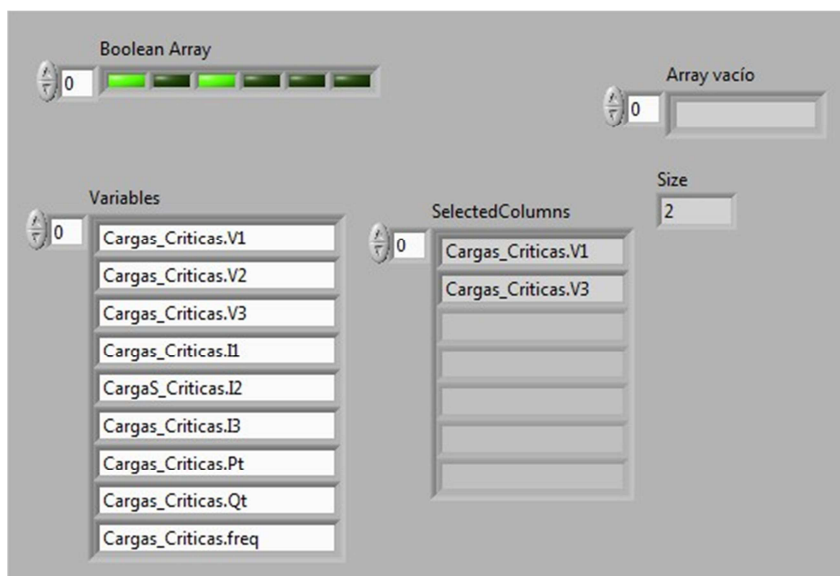 Boolean Array
0
Array vacío
0
Size
2
Variables
0
Cargas_Criticas.V1
Cargas_Criticas.V2
Cargas_Criticas.V3
Cargas_Criticas.I1
CargaS_Criticas.I2
Cargas_Criticas.I3
Cargas_Criticas.Pt
Cargas_Criticas.Qt
Cargas_Criticas.freq
SelectedColumns
0
Cargas_Criticas.V1
Cargas_Criticas.V3